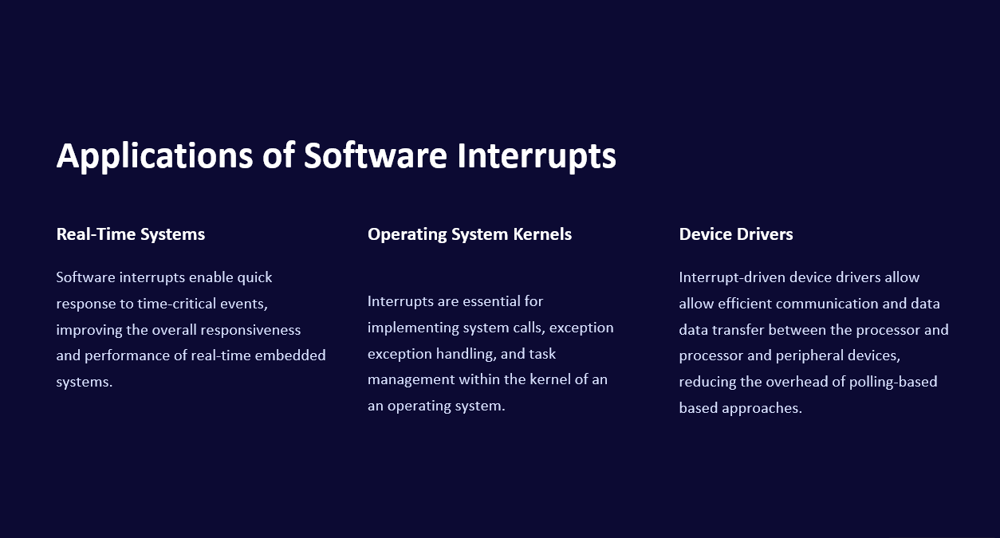 Applications of Software Interrupts
Real-Time Systems
Software interrupts enable quick
response to time-critical events,
improving the overall responsiveness
and performance of real-time embedded
systems.
Operating System Kernels
Interrupts are essential for
implementing system calls, exception
exception handling, and task
management within the kernel of an
an operating system.
Device Drivers
Interrupt-driven device drivers allow
allow efficient communication and data
data transfer between the processor and
processor and peripheral devices,
reducing the overhead of polling-based
based approaches.